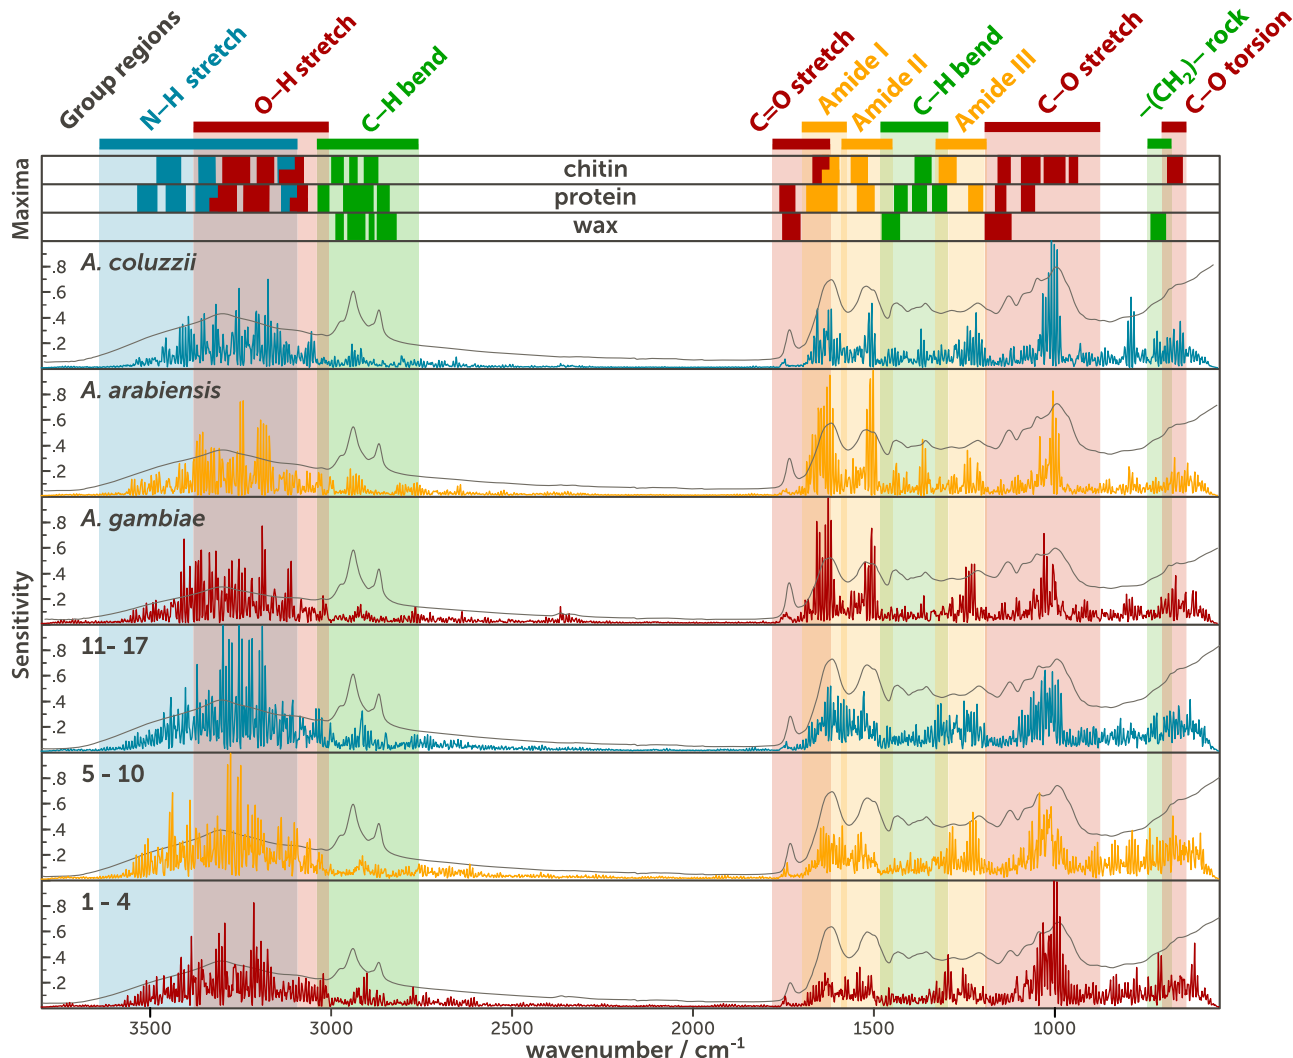 Group regions
N–H stretch
O–H stretch
C–H bend
C=O stretch
Amide I
Amide II
C–H bend
Amide III
C–O stretch
–(CH2)– rock
C–O torsion
Maxima
chitin
protein
wax
Sensitivity
A. coluzzii
.8
.6
.4
.2
A. arabiensis
.8
.6
.4
.2
A. gambiae
.8
.6
.4
.2
11- 17
.8
.6
.4
.2
5 - 10
.8
.6
.4
.2
1 - 4
.8
.6
.4
.2
3500 3000 2500 2000 1500 1000
wavenumber / cm-1